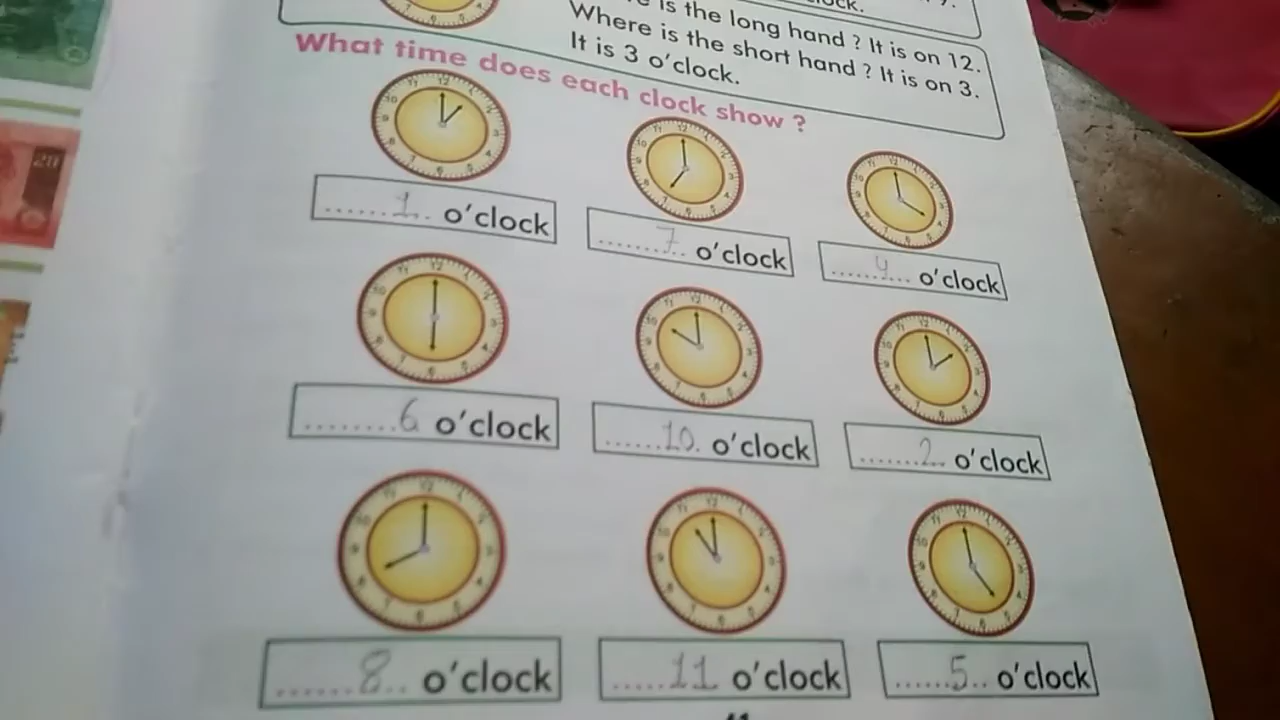 is the long hand ? It is on 12.
Where is the short hand ? It is on 3.
It is 3 o'clock.
What time does each clock show ?
1 o'clock
7 o'clock
4 o'clock
6 o'clock
10 o'clock
2 o'clock
8 o'clock
11 o'clock
5 o'clock